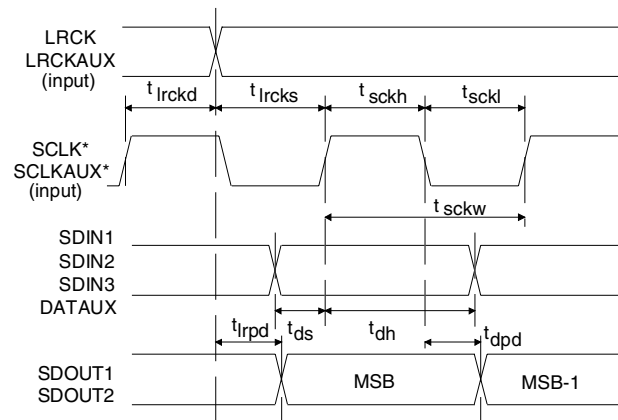 LRCK
LRCKAUX
(input)
t lrckd
t lrcks
t sckh
t sckl
SCLK*
SCLKAUX*
(input)
t sckw
SDIN1
SDIN2
SDIN3
DATAUX
t lrpd
t ds
t dh
t dpd
SDOUT1
SDOUT2
MSB
MSB-1